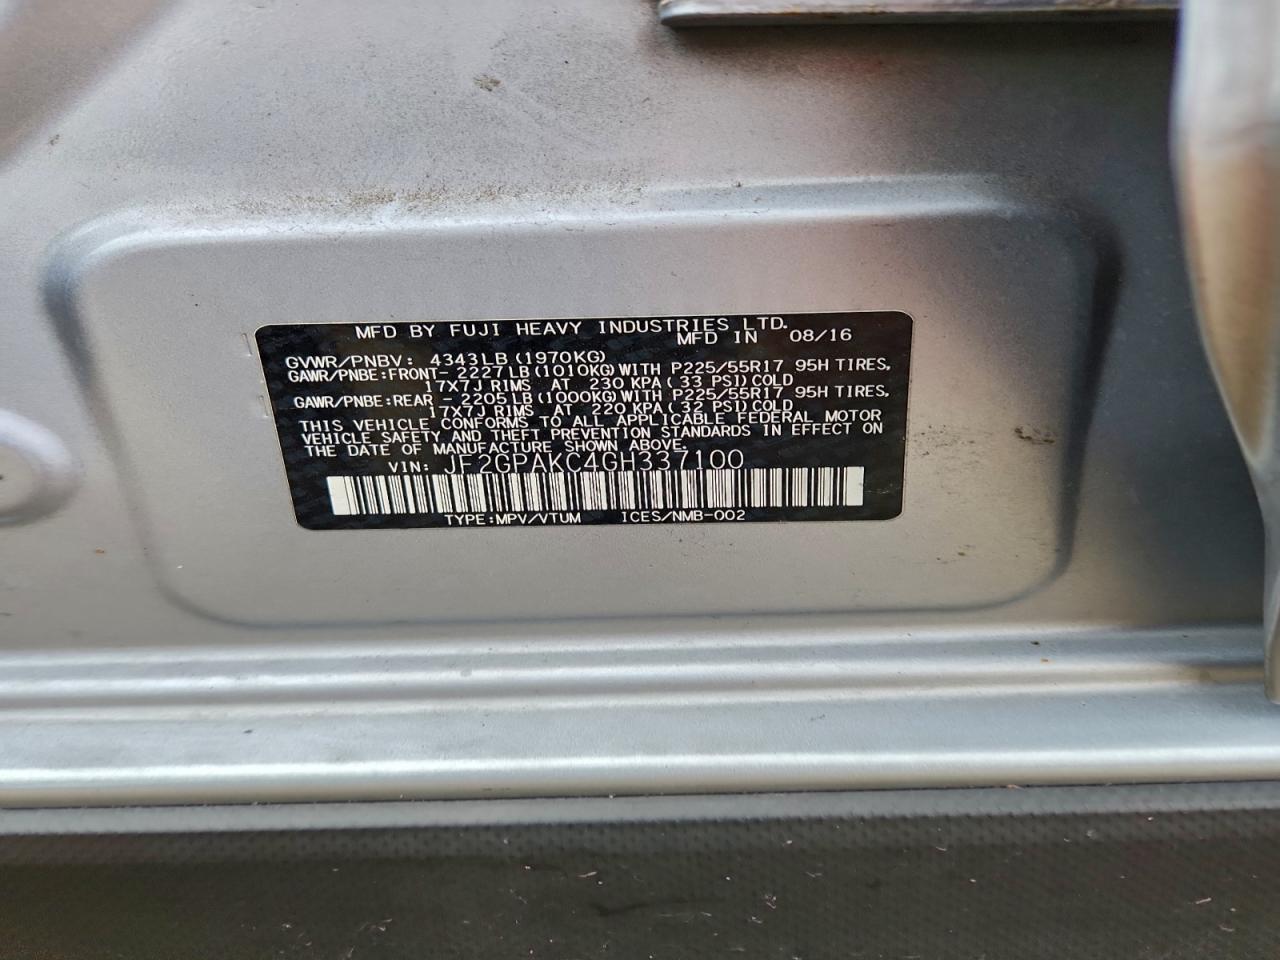 MFD BY FUJI HEAVY INDUSTRIES LTD.
MFD IN 08/16
GVWR/PNBV: 4343LB(1970KG)
GAWR/PNBE:FRONT-2227LB(1010KG)WITH P225/55R17 95H TIRES,
17X7J RIMS AT 230 KPA(33 PSI)COLD
GAWR/PNBE:REAR -2205LB(1000KG)WITH P225/55R17 95H TIRES,
17X7J RIMS AT 220 KPA(32 PSI)COLD
THIS VEHICLE CONFORMS TO ALL APPLICABLE FEDERAL MOTOR
VEHICLE SAFETY AND THEFT PREVENTION STANDARDS IN EFFECT ON
THE DATE OF MANUFACTURE SHOWN ABOVE.
VIN: JF2GPAKC4GH337100
TYPE:MPV/VTUM ICES/NMB-002